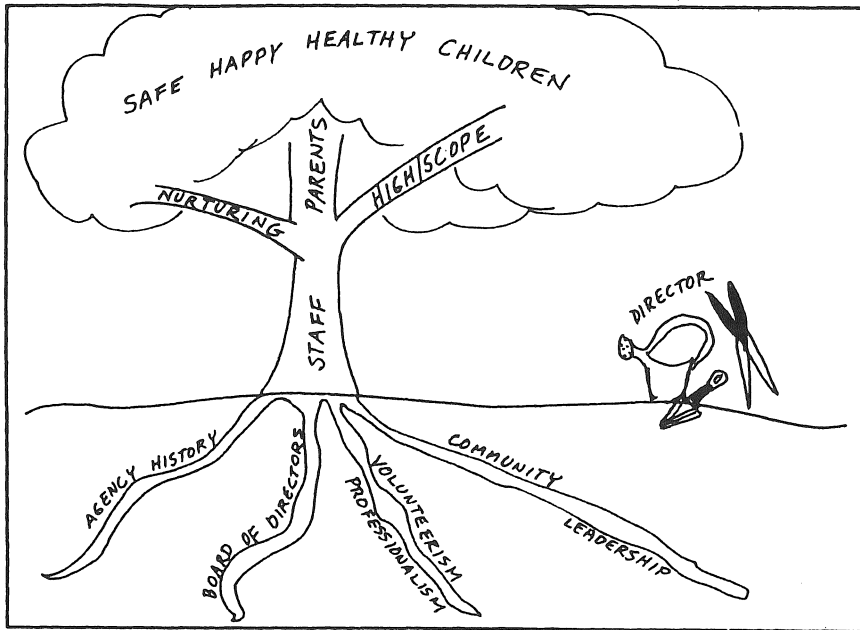 SAFE HAPPY HEALTHY CHILDREN
PARENTS
HIGH/SCOPE
NURTURING
STAFF
DIRECTOR
AGENCY HISTORY
BOARD OF DIRECTORS
VOLUNTEERISM
PROFESSIONALISM
COMMUNITY
LEADERSHIP